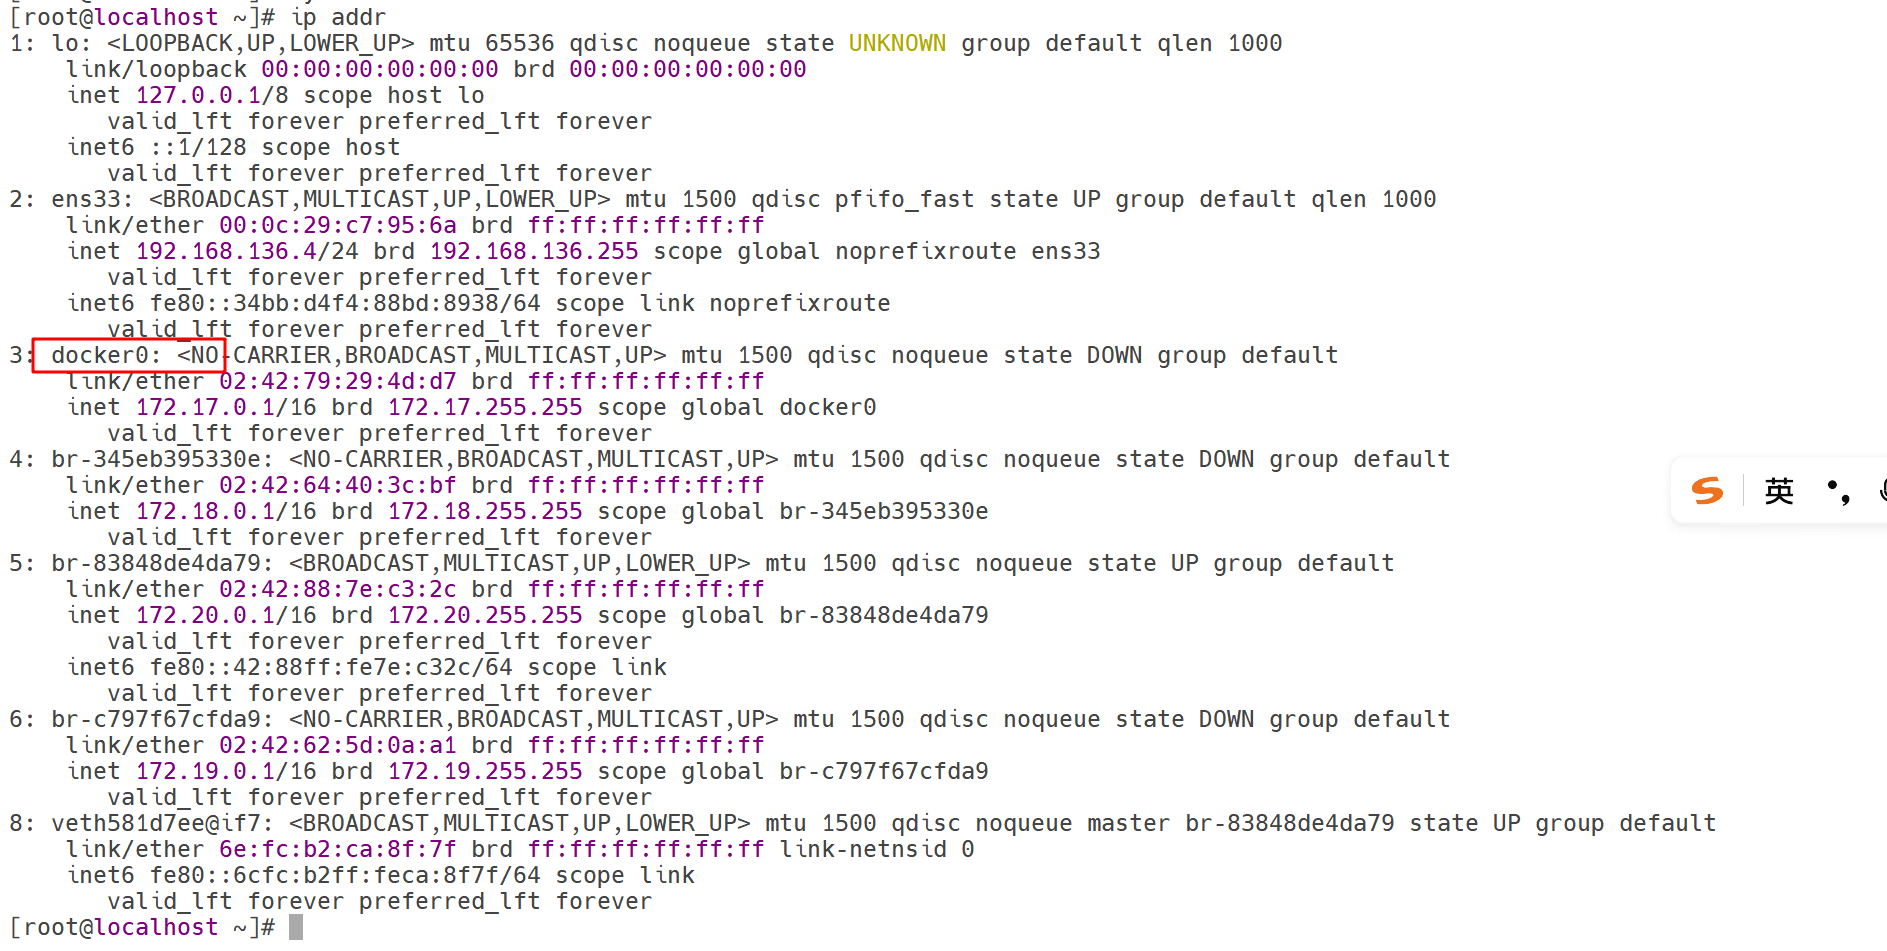 [root@localhost ~]# ip addr
1: lo: <LOOPBACK,UP,LOWER_UP> mtu 65536 qdisc noqueue state UNKNOWN group default qlen 1000
    link/loopback 00:00:00:00:00:00 brd 00:00:00:00:00:00
    inet 127.0.0.1/8 scope host lo
       valid_lft forever preferred_lft forever
    inet6 ::1/128 scope host
       valid_lft forever preferred_lft forever
2: ens33: <BROADCAST,MULTICAST,UP,LOWER_UP> mtu 1500 qdisc pfifo_fast state UP group default qlen 1000
    link/ether 00:0c:29:c7:95:6a brd ff:ff:ff:ff:ff:ff
    inet 192.168.136.4/24 brd 192.168.136.255 scope global noprefixroute ens33
       valid_lft forever preferred_lft forever
    inet6 fe80::34bb:d4f4:88bd:8938/64 scope link noprefixroute
       valid_lft forever preferred_lft forever
3: docker0: <NO-CARRIER,BROADCAST,MULTICAST,UP> mtu 1500 qdisc noqueue state DOWN group default
    link/ether 02:42:79:29:4d:d7 brd ff:ff:ff:ff:ff:ff
    inet 172.17.0.1/16 brd 172.17.255.255 scope global docker0
       valid_lft forever preferred_lft forever
4: br-345eb395330e: <NO-CARRIER,BROADCAST,MULTICAST,UP> mtu 1500 qdisc noqueue state DOWN group default
    link/ether 02:42:64:40:3c:bf brd ff:ff:ff:ff:ff:ff
    inet 172.18.0.1/16 brd 172.18.255.255 scope global br-345eb395330e
       valid_lft forever preferred_lft forever
5: br-83848de4da79: <BROADCAST,MULTICAST,UP,LOWER_UP> mtu 1500 qdisc noqueue state UP group default
    link/ether 02:42:88:7e:c3:2c brd ff:ff:ff:ff:ff:ff
    inet 172.20.0.1/16 brd 172.20.255.255 scope global br-83848de4da79
       valid_lft forever preferred_lft forever
    inet6 fe80::42:88ff:fe7e:c32c/64 scope link
       valid_lft forever preferred_lft forever
6: br-c797f67cfda9: <NO-CARRIER,BROADCAST,MULTICAST,UP> mtu 1500 qdisc noqueue state DOWN group default
    link/ether 02:42:62:5d:0a:a1 brd ff:ff:ff:ff:ff:ff
    inet 172.19.0.1/16 brd 172.19.255.255 scope global br-c797f67cfda9
       valid_lft forever preferred_lft forever
8: veth581d7ee@if7: <BROADCAST,MULTICAST,UP,LOWER_UP> mtu 1500 qdisc noqueue master br-83848de4da79 state UP group default
    link/ether 6e:fc:b2:ca:8f:7f brd ff:ff:ff:ff:ff:ff link-netnsid 0
    inet6 fe80::6cfc:b2ff:feca:8f7f/64 scope link
       valid_lft forever preferred_lft forever
[root@localhost ~]#
英